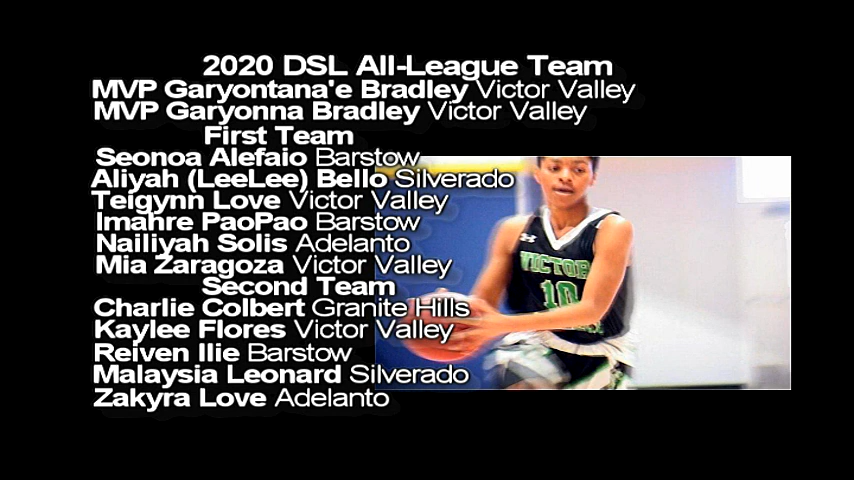 2020 DSL All-League Team
MVP Garyontana'e Bradley Victor Valley
MVP Garyonna Bradley Victor Valley
First Team
Seonoa Alefaio Barstow
Aliyah (LeeLee) Bello Silverado
Teigynn Love Victor Valley
Imahre PaoPao Barstow
Nailiyah Solis Adelanto
Mia Zaragoza Victor Valley
Second Team
Charlie Colbert Granite Hills
Kaylee Flores Victor Valley
Reiven Ilie Barstow
Malaysia Leonard Silverado
Zakyra Love Adelanto
VICTOR
10